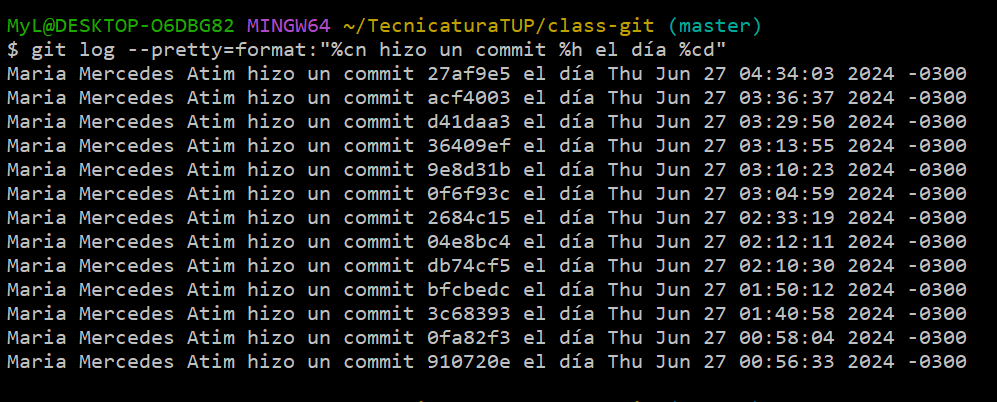 MyL@DESKTOP-O6DBG82 MINGW64 ~/TecnicaturaTUP/class-git (master)
$ git log --pretty=format:"%cn hizo un commit %h el día %cd"
Maria Mercedes Atim hizo un commit 27af9e5 el día Thu Jun 27 04:34:03 2024 -0300
Maria Mercedes Atim hizo un commit acf4003 el día Thu Jun 27 03:36:37 2024 -0300
Maria Mercedes Atim hizo un commit d41daa3 el día Thu Jun 27 03:29:50 2024 -0300
Maria Mercedes Atim hizo un commit 36409ef el día Thu Jun 27 03:13:55 2024 -0300
Maria Mercedes Atim hizo un commit 9e8d31b el día Thu Jun 27 03:10:23 2024 -0300
Maria Mercedes Atim hizo un commit 0f6f93c el día Thu Jun 27 03:04:59 2024 -0300
Maria Mercedes Atim hizo un commit 2684c15 el día Thu Jun 27 02:33:19 2024 -0300
Maria Mercedes Atim hizo un commit 04e8bc4 el día Thu Jun 27 02:12:11 2024 -0300
Maria Mercedes Atim hizo un commit db74cf5 el día Thu Jun 27 02:10:30 2024 -0300
Maria Mercedes Atim hizo un commit bfcbedc el día Thu Jun 27 01:50:12 2024 -0300
Maria Mercedes Atim hizo un commit 3c68393 el día Thu Jun 27 01:40:58 2024 -0300
Maria Mercedes Atim hizo un commit 0fa82f3 el día Thu Jun 27 00:58:04 2024 -0300
Maria Mercedes Atim hizo un commit 910720e el día Thu Jun 27 00:56:33 2024 -0300